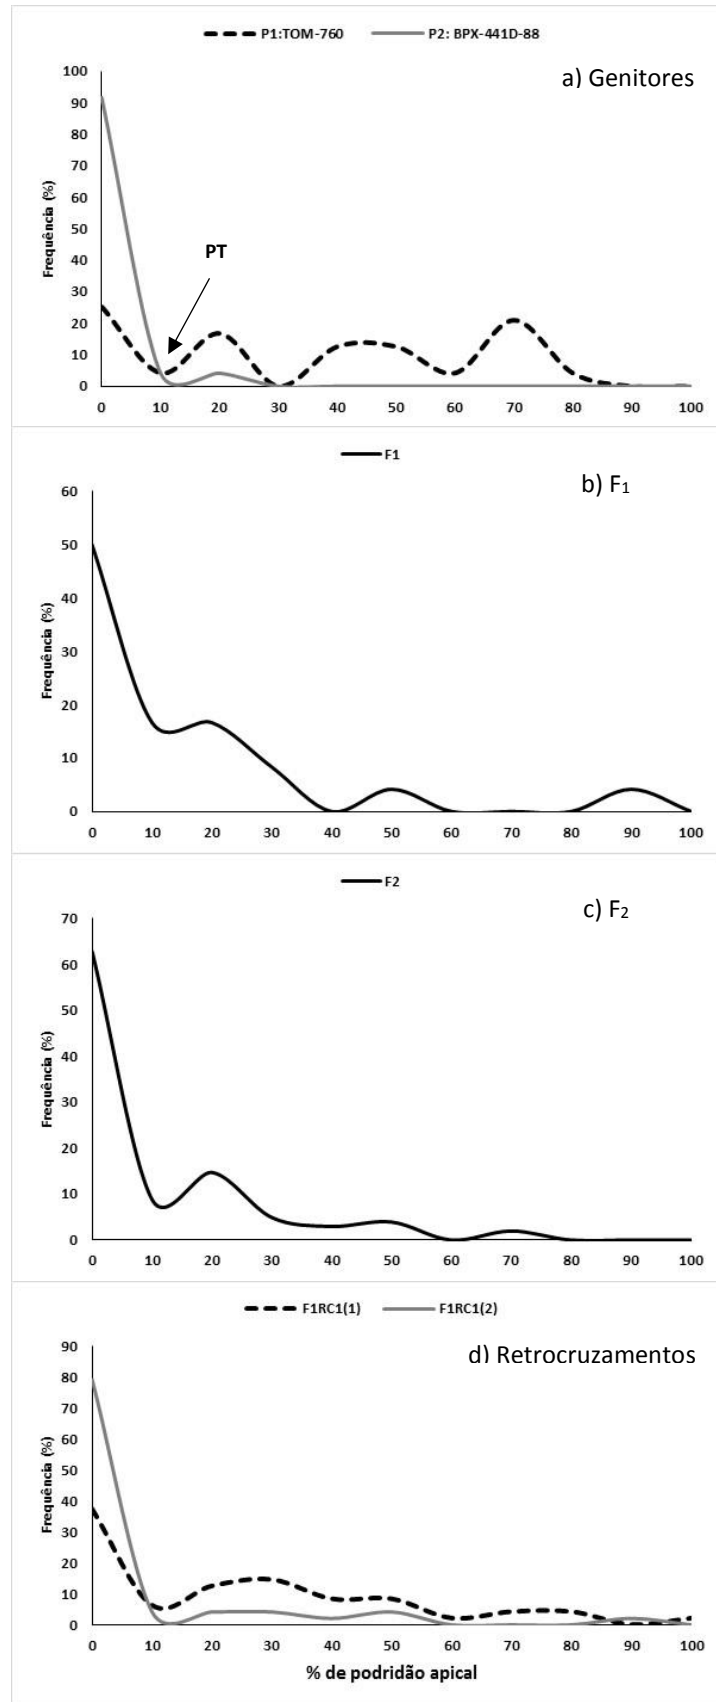 P1:TOM-760 P2: BPX-441D-88
a) Genitores
100
90
80
70
60
50
40
30
20
10
0
Frequência (%)
PT
0 10 20 30 40 50 60 70 80 90 100
F1
b) F₁
60
50
40
30
20
10
0
Frequência (%)
0 10 20 30 40 50 60 70 80 90 100
F2
c) F₂
70
60
50
40
30
20
10
0
Frequência (%)
0 10 20 30 40 50 60 70 80 90 100
F1RC1(1) F1RC1(2)
d) Retrocruzamentos
90
80
70
60
50
40
30
20
10
0
Frequência (%)
0 10 20 30 40 50 60 70 80 90 100
% de podridão apical